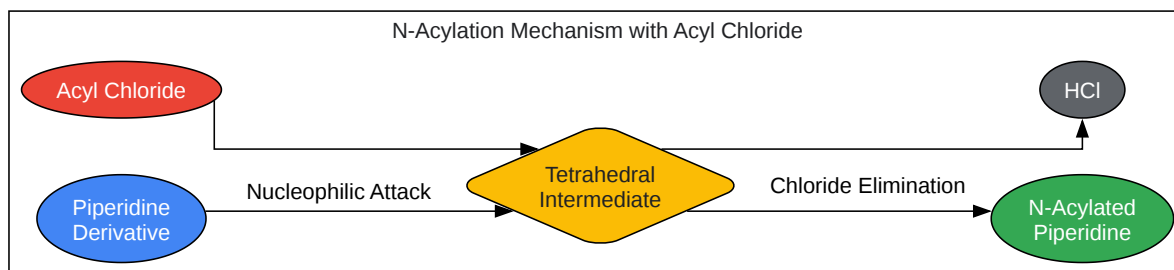 N-Acylation Mechanism with Acyl Chloride
Acyl Chloride
HCl
Piperidine
Derivative
Nucleophilic Attack
Tetrahedral
Intermediate
Chloride Elimination
N-Acylated
Piperidine